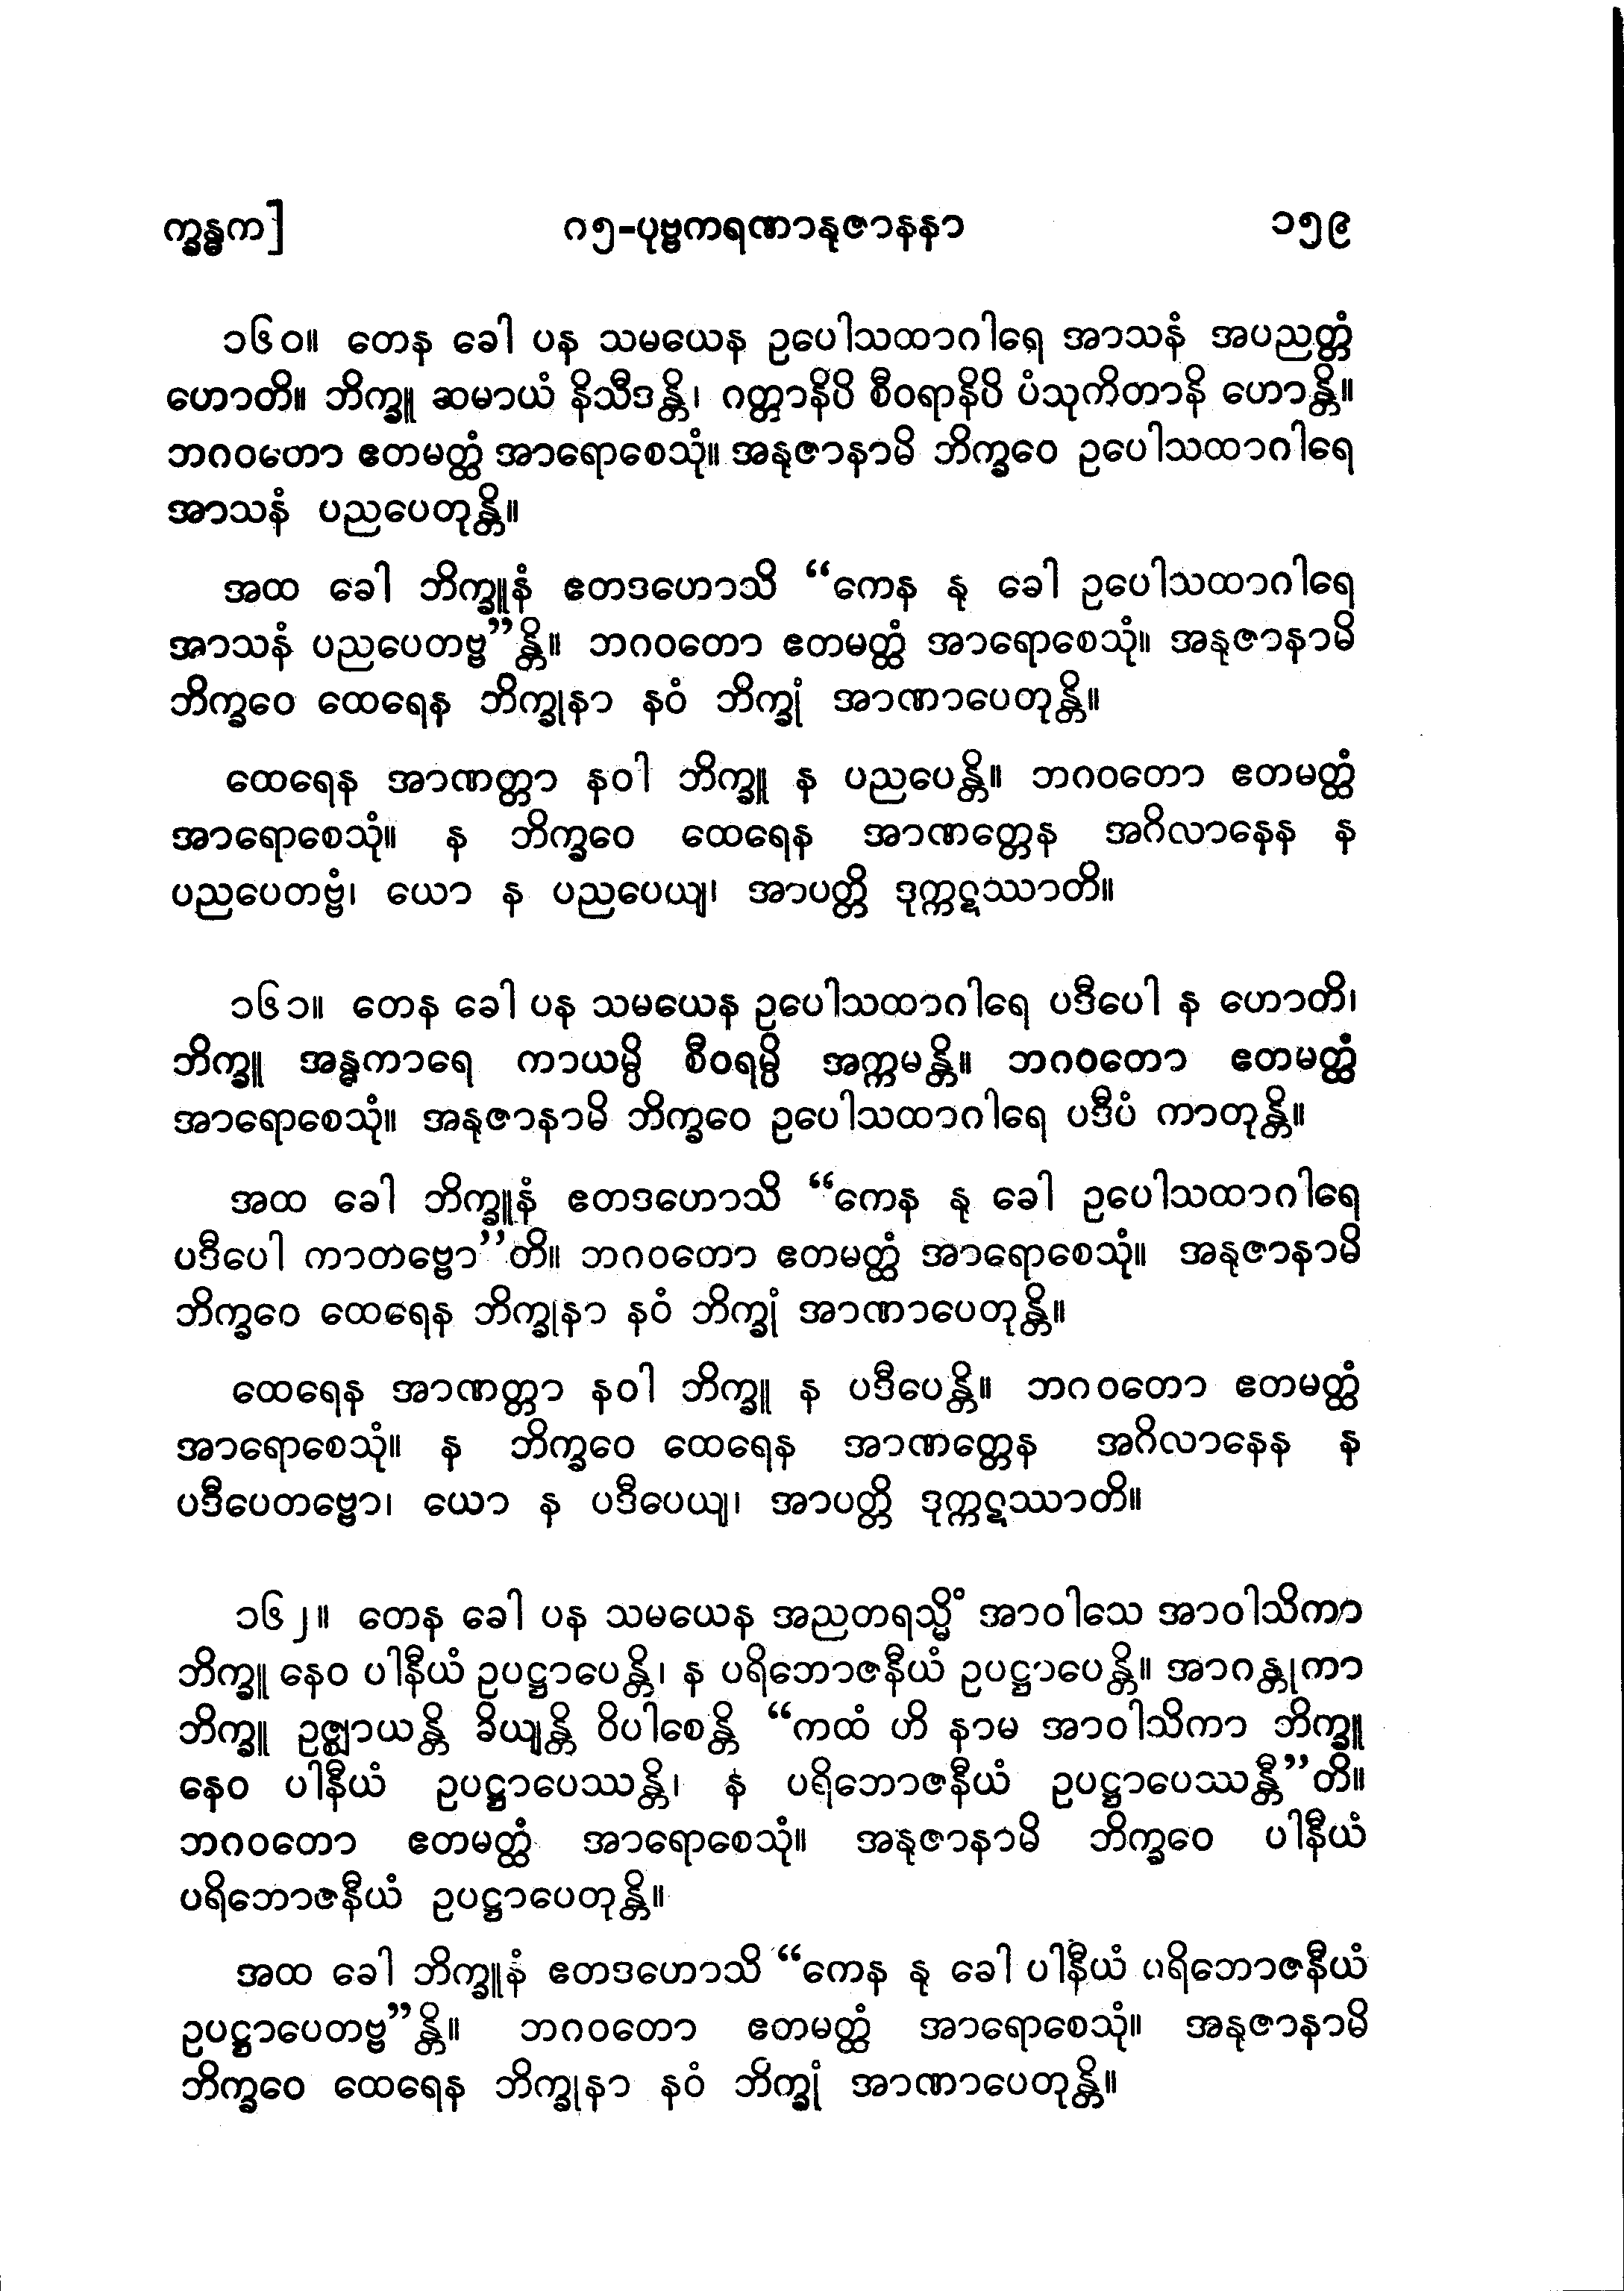 က္ခန္ဓက]
၈၅-ပုဗ္ဗကရဏာနုဇာနနာ
၁၅၉
၁၆၀။ တေန ခေါ ပန သမယေန ဥပေါသထာဂါရေ အာသနံ အပညတ္တံ
ဟောတိ။ ဘိက္ခူ ဆမာယံ နိသီဒန္တိ၊ ဂတ္တာနိပိ စီဝရာနိပိ ပံသုကိတာနိ ဟောန္တိ။
ဘဂဝတော ဧတမတ္ထံ အာရောစေသုံ။ အနုဇာနာမိ ဘိက္ခဝေ ဥပေါသထာဂါရေ
အာသနံ ပညပေတုန္တိ။
အထ ခေါ ဘိက္ခူနံ ဧတဒဟောသိ “ကေန နု ခေါ ဥပေါသထာဂါရေ
အာသနံ ပညပေတဗ္ဗ”န္တိ။ ဘဂဝတော ဧတမတ္ထံ အာရောစေသုံ။ အနုဇာနာမိ
ဘိက္ခဝေ ထေရေန ဘိက္ခုနာ နဝံ ဘိက္ခုံ အာဏာပေတုန္တိ။
ထေရေန အာဏတ္တာ နဝါ ဘိက္ခူ န ပညပေန္တိ။ ဘဂဝတော ဧတမတ္ထံ
အာရောစေသုံ။ န ဘိက္ခဝေ ထေရေန အာဏတ္တေန အဂိလာနေန န
ပညပေတဗ္ဗံ၊ ယော န ပညပေယျ၊ အာပတ္တိ ဒုက္ကဋဿာတိ။
၁၆၁။ တေန ခေါ ပန သမယေန ဥပေါသထာဂါရေ ပဒီပေါ န ဟောတိ၊
ဘိက္ခူ အန္ဓကာရေ ကာယမ္ပိ စီဝရမ္ပိ အက္ကမန္တိ။ ဘဂဝတော ဧတမတ္ထံ
အာရောစေသုံ။ အနုဇာနာမိ ဘိက္ခဝေ ဥပေါသထာဂါရေ ပဒီပံ ကာတုန္တိ။
အထ ခေါ ဘိက္ခူနံ ဧတဒဟောသိ “ကေန နု ခေါ ဥပေါသထာဂါရေ
ပဒီပေါ ကာတဗ္ဗော”တိ။ ဘဂဝတော ဧတမတ္ထံ အာရောစေသုံ။ အနုဇာနာမိ
ဘိက္ခဝေ ထေရေန ဘိက္ခုနာ နဝံ ဘိက္ခုံ အာဏာပေတုန္တိ။
ထေရေန အာဏတ္တာ နဝါ ဘိက္ခူ န ပဒီပေန္တိ။ ဘဂဝတော ဧတမတ္ထံ
အာရောစေသုံ။ န ဘိက္ခဝေ ထေရေန အာဏတ္တေန အဂိလာနေန န
ပဒီပေတဗ္ဗော၊ ယော န ပဒီပေယျ၊ အာပတ္တိ ဒုက္ကဋဿာတိ။
၁၆၂။ တေန ခေါ ပန သမယေန အညတရသ္မိံ အာဝါသေ အာဝါသိကာ
ဘိက္ခူ နေဝ ပါနီယံ ဥပဋ္ဌာပေန္တိ၊ န ပရိဘောဇနီယံ ဥပဋ္ဌာပေန္တိ။ အာဂန္တုကာ
ဘိက္ခူ ဥဇ္ဈာယန္တိ ခိယျန္တိ ဝိပါစေန္တိ “ကထံ ဟိ နာမ အာဝါသိကာ ဘိက္ခူ
နေဝ ပါနီယံ ဥပဋ္ဌာပေဿန္တိ၊ န ပရိဘောဇနီယံ ဥပဋ္ဌာပေဿန္တီ”တိ။
ဘဂဝတော ဧတမတ္ထံ အာရောစေသုံ။ အနုဇာနာမိ ဘိက္ခဝေ ပါနီယံ
ပရိဘောဇနီယံ ဥပဋ္ဌာပေတုန္တိ။
အထ ခေါ ဘိက္ခူနံ ဧတဒဟောသိ “ကေန နု ခေါ ပါနီယံ ပရိဘောဇနီယံ
ဥပဋ္ဌာပေတဗ္ဗ”န္တိ။ ဘဂဝတော ဧတမတ္ထံ အာရောစေသုံ။ အနုဇာနာမိ
ဘိက္ခဝေ ထေရေန ဘိက္ခုနာ နဝံ ဘိက္ခုံ အာဏာပေတုန္တိ။